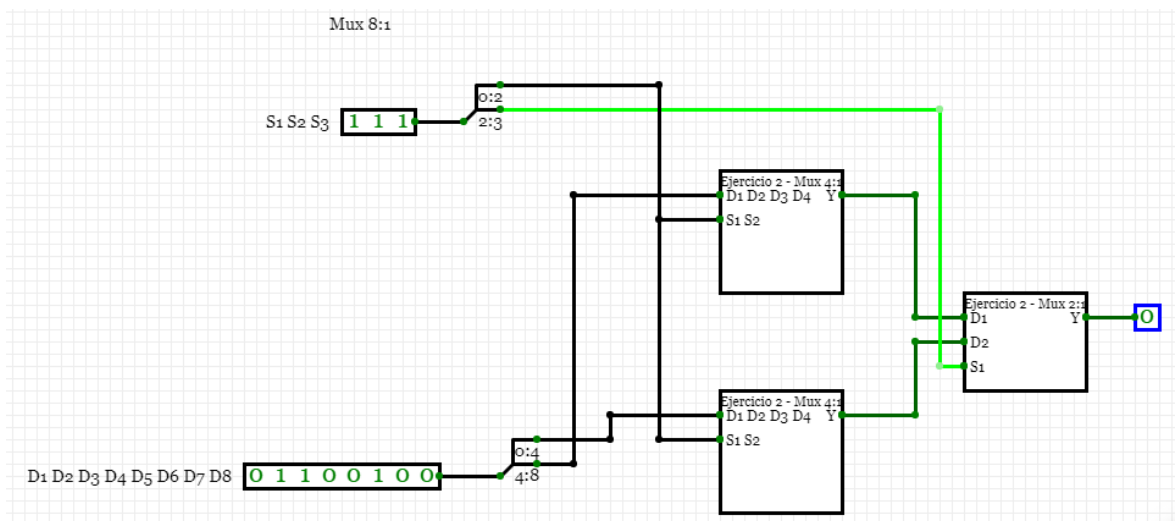 Mux 8:1
0:2
S1 S2 S3 1 1 1
2:3
Ejercicio 2 - Mux 4:1
D1 D2 D3 D4 Y
S1 S2
Ejercicio 2 - Mux 2:1
D1 Y
0
D2
S1
Ejercicio 2 - Mux 4:1
D1 D2 D3 D4 Y
S1 S2
0:4
D1 D2 D3 D4 D5 D6 D7 D8 0 1 1 0 0 1 0 0
4:8